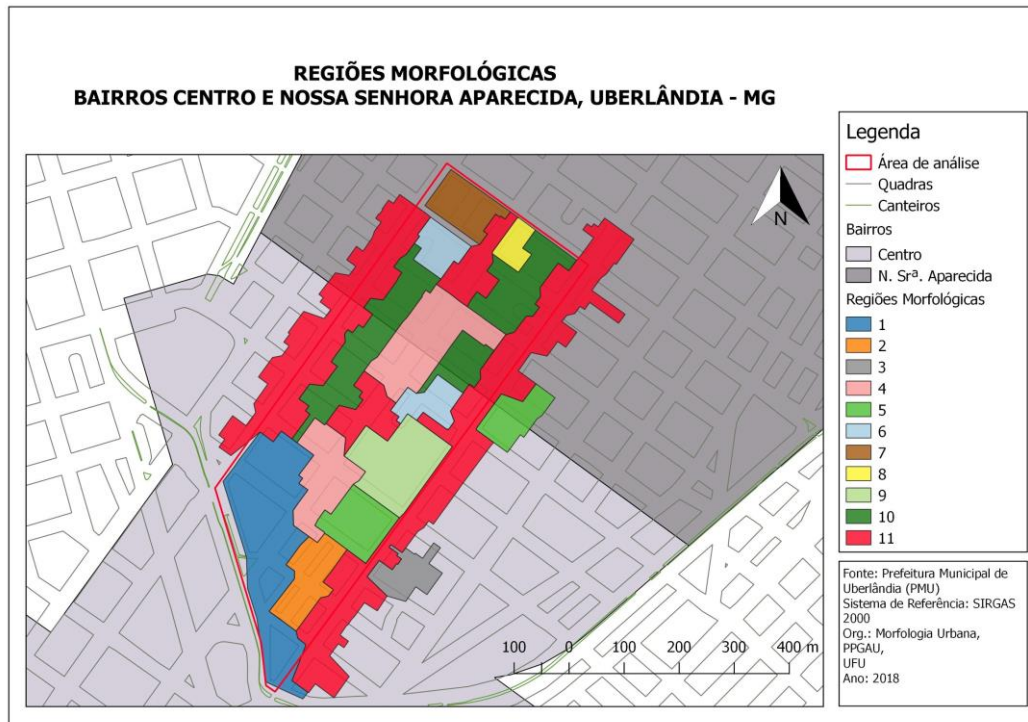 REGIÕES MORFOLÓGICAS
BAIRROS CENTRO E NOSSA SENHORA APARECIDA, UBERLÂNDIA - MG
N
100 0 100 200 300 400 m
Legenda
Área de análise
Quadras
Canteiros
Bairros
Centro
N. Srª. Aparecida
Regiões Morfológicas
1
2
3
4
5
6
7
8
9
10
11
Fonte: Prefeitura Municipal de
Uberlândia (PMU)
Sistema de Referência: SIRGAS
2000
Org.: Morfologia Urbana,
PPGAU,
UFU
Ano: 2018